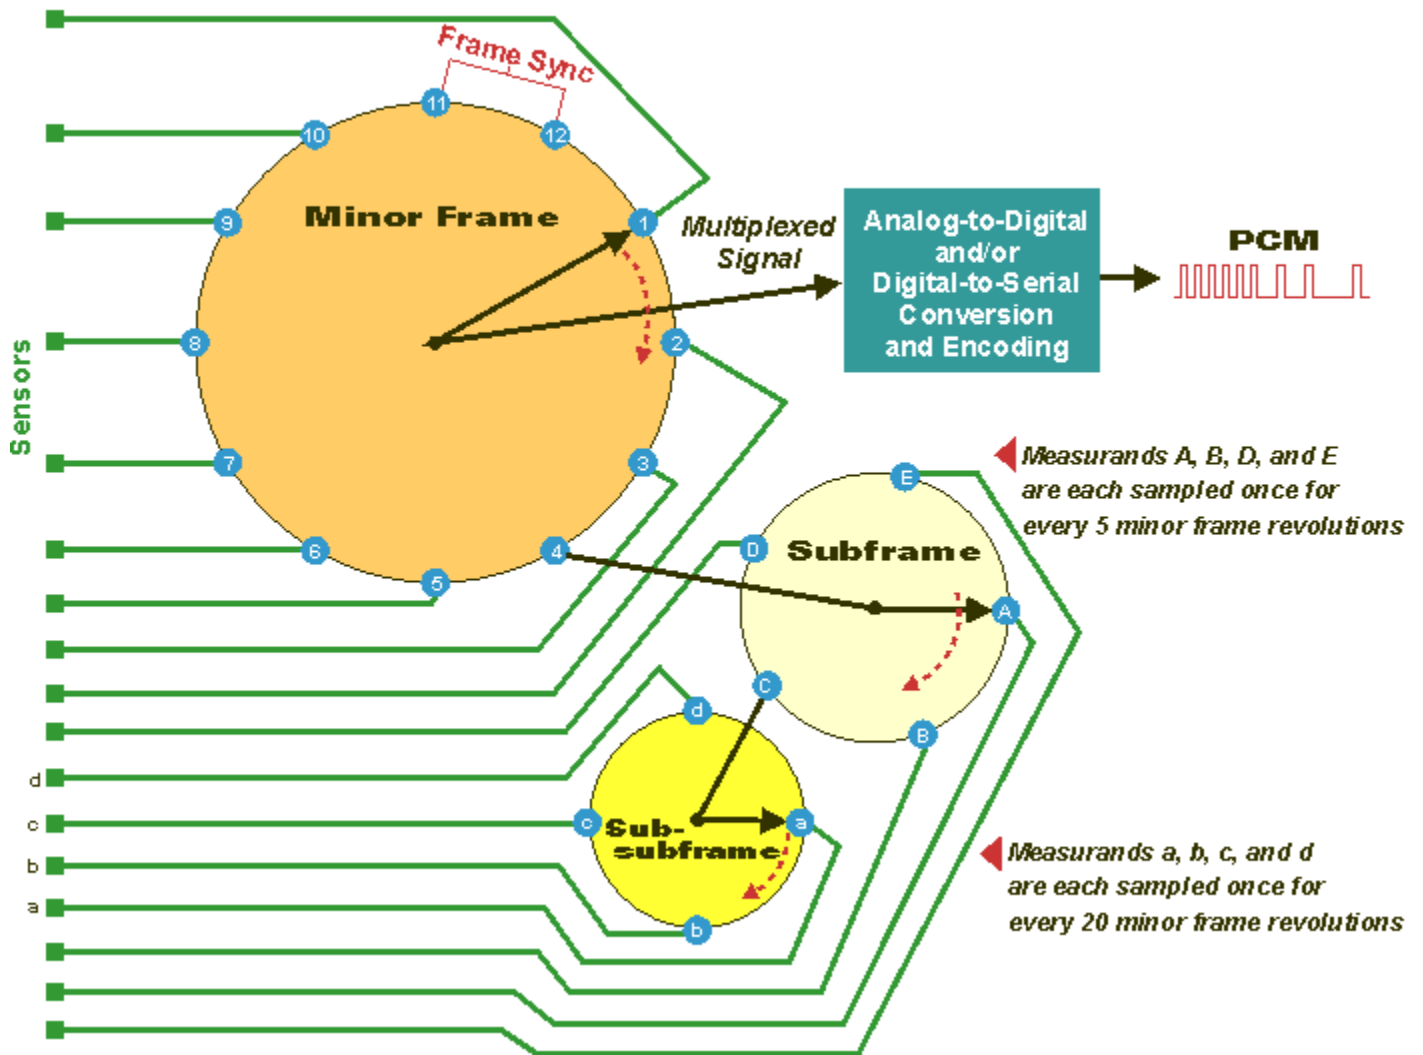 Frame Sync
11
12
10
Minor Frame
9
1
Multiplexed
Signal
Analog-to-Digital
and/or
Digital-to-Serial
Conversion
and Encoding
PCM
8
2
Sensors
7
3
6
4
5
Measurands A, B, D, and E
are each sampled once for
every 5 minor frame revolutions
E
D
Subframe
A
C
B
d
d
c
c
Sub-
subframe
a
b
b
a
Measurands a, b, c, and d
are each sampled once for
every 20 minor frame revolutions